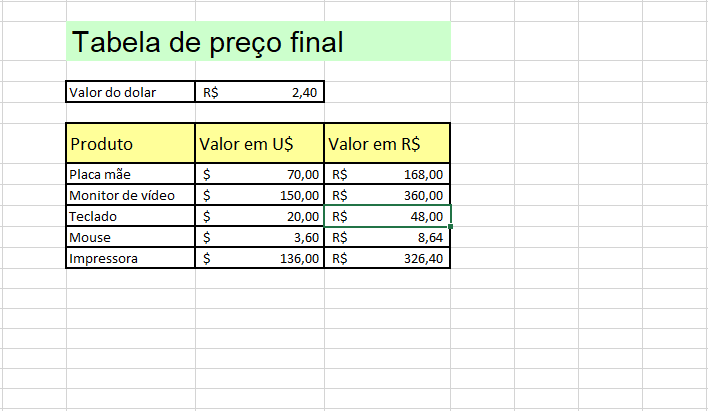 Tabela de preço final
Valor do dolar R$ 2,40
Produto Valor em U$ Valor em R$
Placa mãe $ 70,00 R$ 168,00
Monitor de vídeo $ 150,00 R$ 360,00
Teclado $ 20,00 R$ 48,00
Mouse $ 3,60 R$ 8,64
Impressora $ 136,00 R$ 326,40